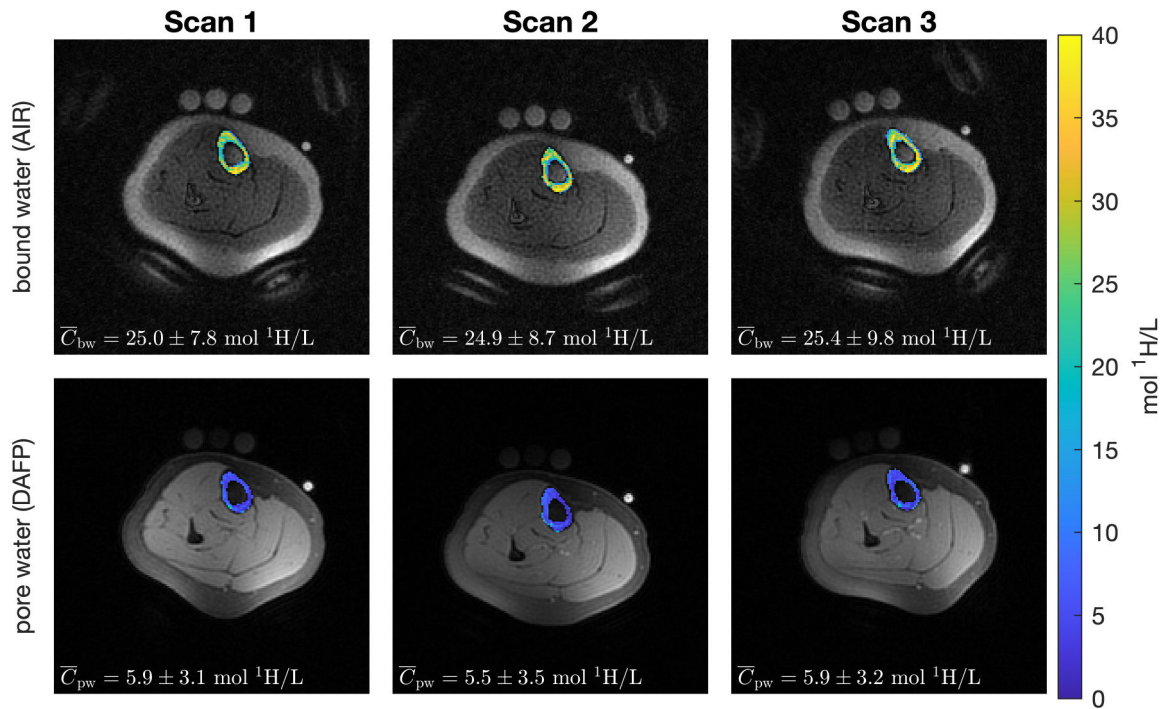 Scan 1
Scan 2
Scan 3
bound water (AIR)
C̅bw = 25.0 ± 7.8 mol ¹H/L
C̅bw = 24.9 ± 8.7 mol ¹H/L
C̅bw = 25.4 ± 9.8 mol ¹H/L
pore water (DAFP)
C̅pw = 5.9 ± 3.1 mol ¹H/L
C̅pw = 5.5 ± 3.5 mol ¹H/L
C̅pw = 5.9 ± 3.2 mol ¹H/L
40
35
30
25
20
15
10
5
0
mol ¹H/L